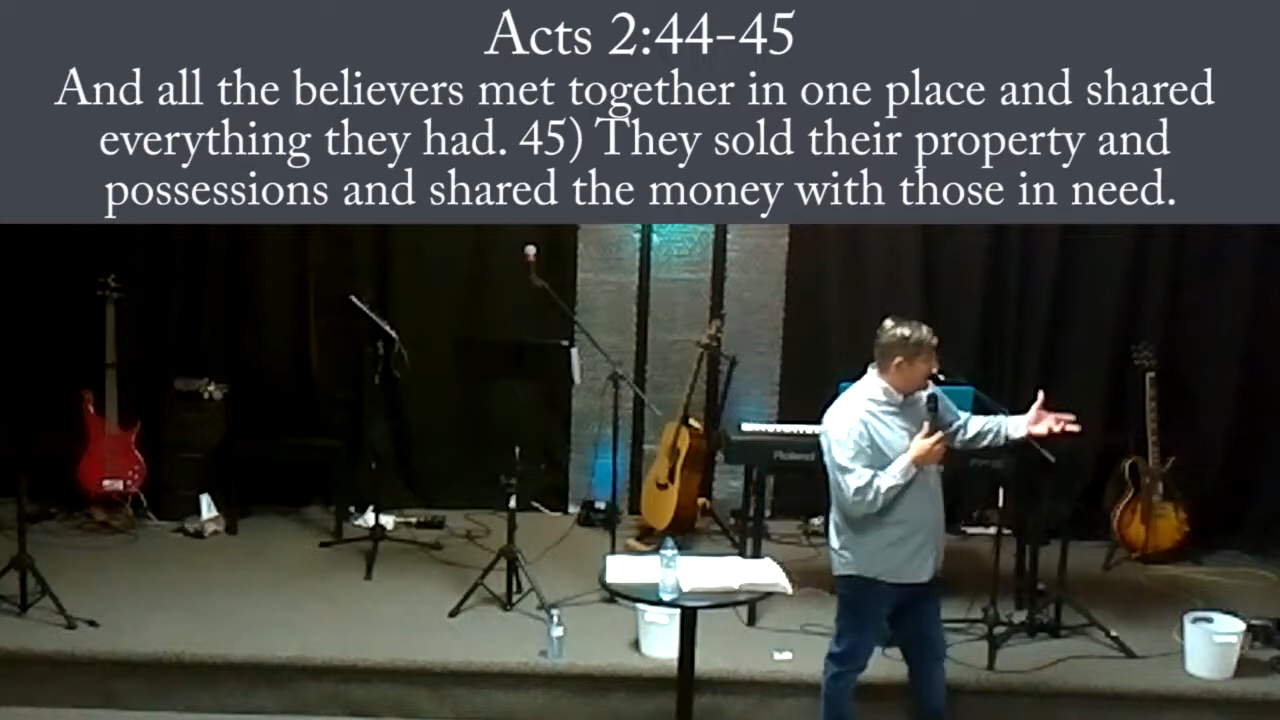 Acts 2:44-45
And all the believers met together in one place and shared
everything they had. 45) They sold their property and
possessions and shared the money with those in need.
Roland